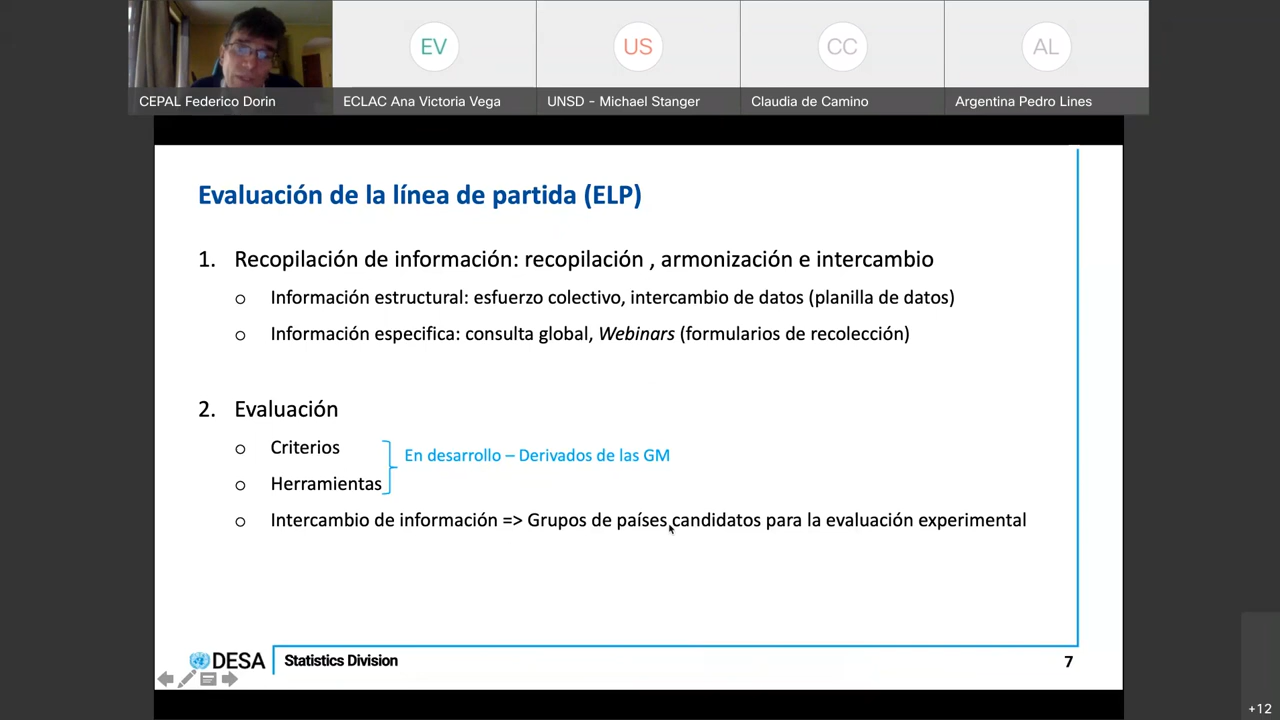 EV
US
CC
AL
CEPAL Federico Dorin
ECLAC Ana Victoria Vega
UNSD - Michael Stanger
Claudia de Camino
Argentina Pedro Lines
Evaluación de la línea de partida (ELP)
1. Recopilación de información: recopilación , armonización e intercambio
o Información estructural: esfuerzo colectivo, intercambio de datos (planilla de datos)
o Información especifica: consulta global, Webinars (formularios de recolección)
2. Evaluación
o Criterios
En desarrollo – Derivados de las GM
o Herramientas
o Intercambio de información => Grupos de países candidatos para la evaluación experimental
DESA
Statistics Division
7
+12